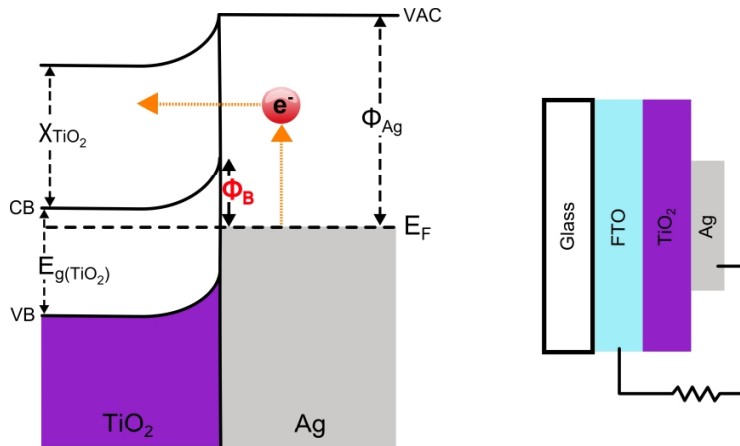 VAC
e-
ΦAg
χTiO2
ΦB
CB
EF
Eg(TiO2)
VB
TiO2
Ag
Glass
FTO
TiO2
Ag